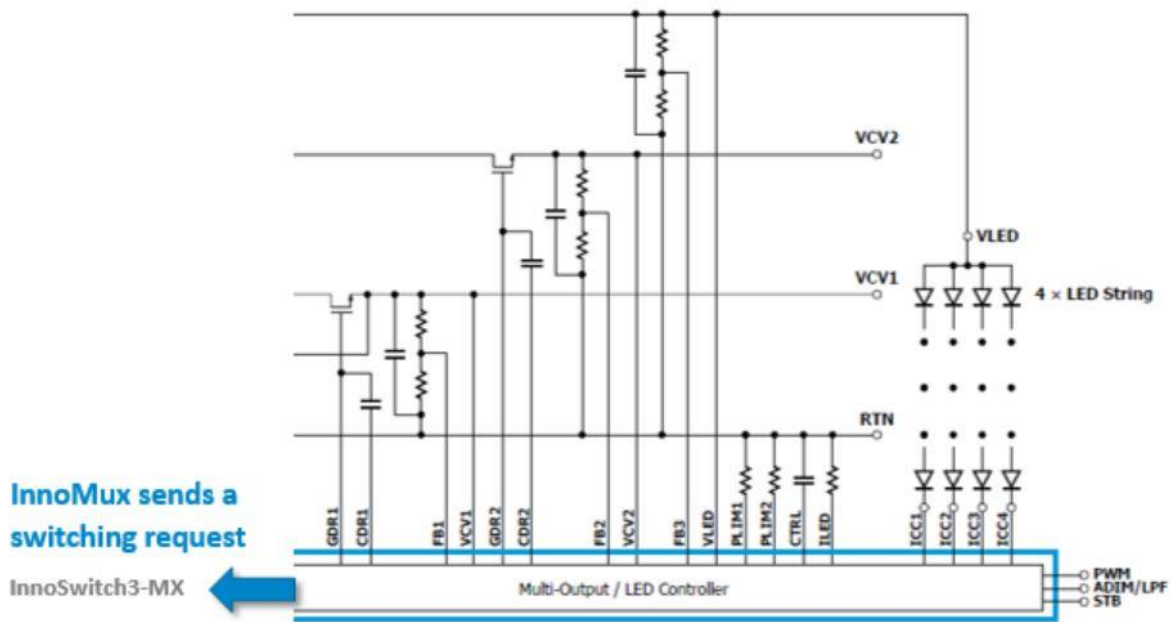 VCV2
VLED
VCV1
4 × LED String
RTN
InnoMux sends a
switching request
InnoSwitch3-MX
GDR1
CDR1
FB1
VCV1
GDR2
CDR2
FB2
VCV2
FB3
VLED
PLIM1
PLIM2
CTRL
ILED
ICC1
ICC2
ICC3
ICC4
Multi-Output / LED Controller
PWM
ADIM/LPF
STB